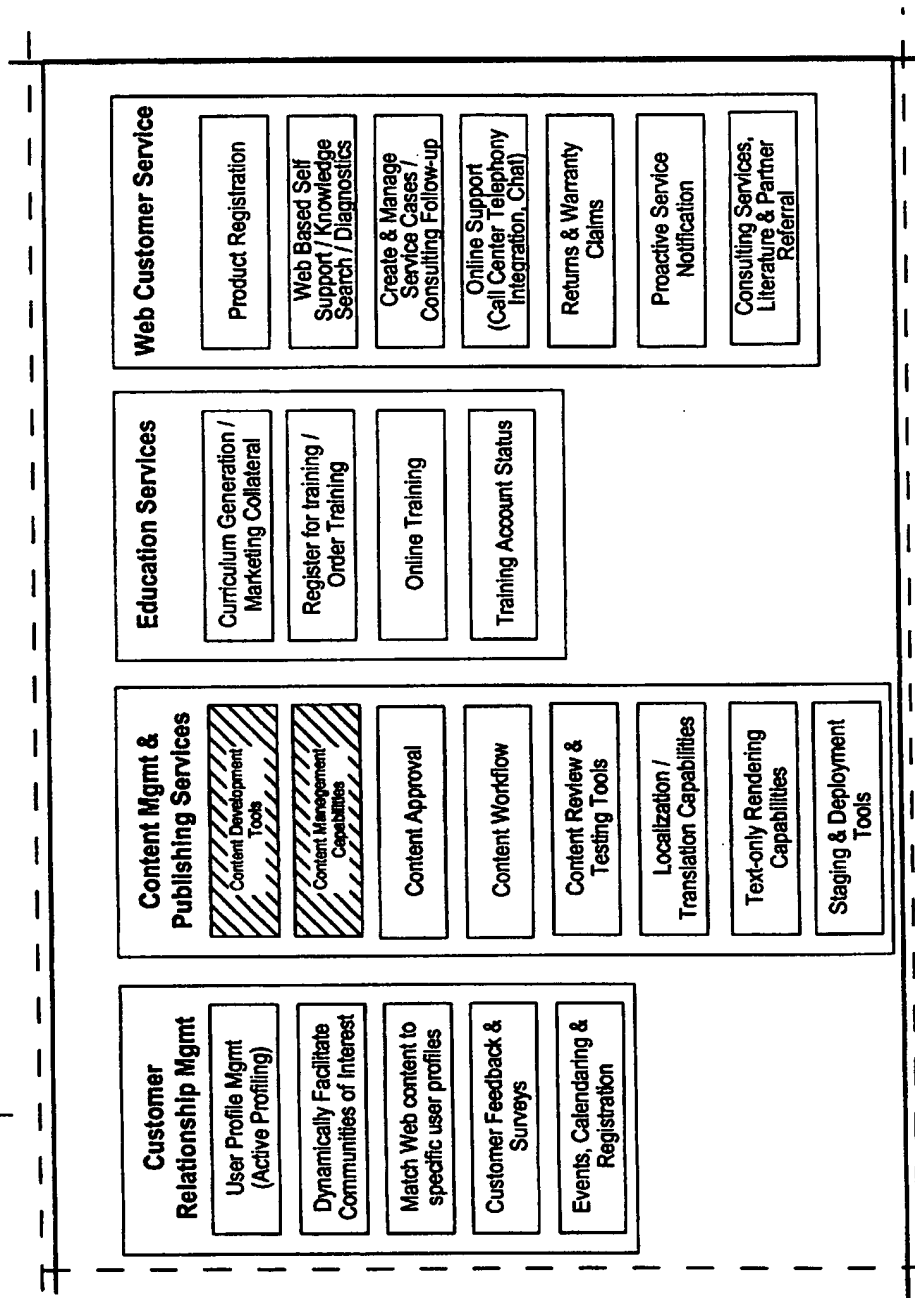 Customer
Relationship Mgmt
User Profile Mgmt
(Active Profiling)
Dynamically Facilitate
Communities of Interest
Match Web content to
specific user profiles
Customer Feedback &
Surveys
Events, Calendaring &
Registration
Content Mgmt &
Publishing Services
Content Development
Tools
Content Management
Capabilities
Content Approval
Content Workflow
Content Review &
Testing Tools
Localization /
Translation Capabilities
Text-only Rendering
Capabilities
Staging & Deployment
Tools
Education Services
Curriculum Generation /
Marketing Collateral
Register for training /
Order Training
Online Training
Training Account Status
Web Customer Service
Product Registration
Web Based Self
Support / Knowledge
Search / Diagnostics
Create & Manage
Service Cases /
Consulting Follow-up
Online Support
(Call Center Telephony
Integration, Chat)
Returns & Warranty
Claims
Proactive Service
Notification
Consulting Services,
Literature & Partner
Referral